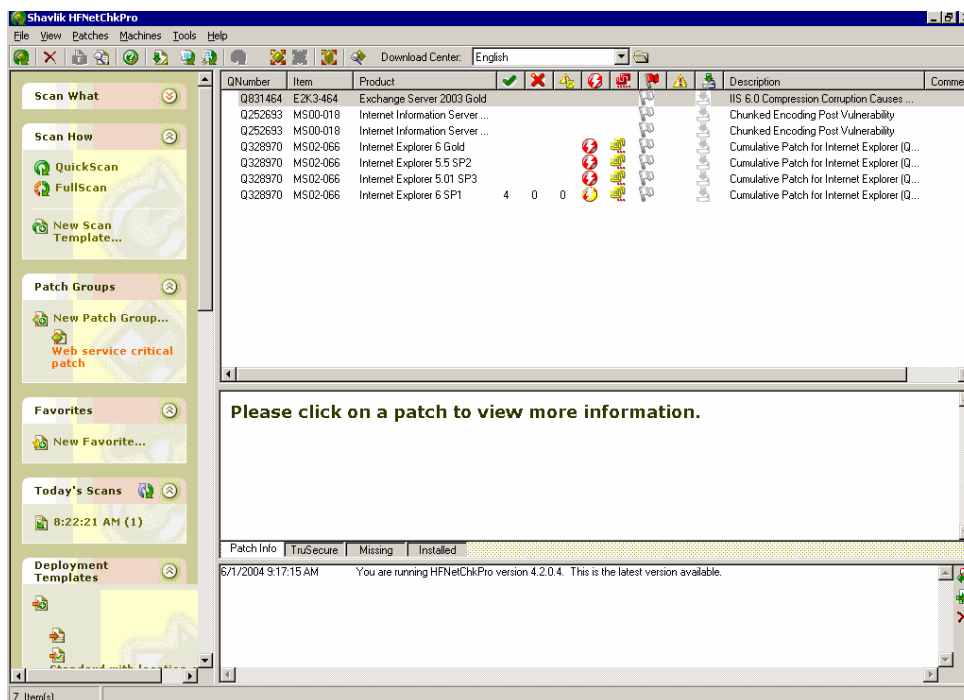 Shavlik HFNetChkPro
File View Patches Machines Tools Help
Download Center: English
Scan What
Scan How
QuickScan
FullScan
New Scan
Template...
Patch Groups
New Patch Group...
Web service critical
patch
Favorites
New Favorite...
Today's Scans
8:22:21 AM (1)
Deployment
Templates
QNumber Item Product Description Comme
Q831464 E2K3-464 Exchange Server 2003 Gold IIS 6.0 Compression Corruption Causes ...
Q252693 MS00-018 Internet Information Server ... Chunked Encoding Post Vulnerability
Q252693 MS00-018 Internet Information Server ... Chunked Encoding Post Vulnerability
Q328970 MS02-066 Internet Explorer 6 Gold Cumulative Patch for Internet Explorer (Q...
Q328970 MS02-066 Internet Explorer 5.5 SP2 Cumulative Patch for Internet Explorer (Q...
Q328970 MS02-066 Internet Explorer 5.01 SP3 Cumulative Patch for Internet Explorer (Q...
Q328970 MS02-066 Internet Explorer 6 SP1 4 0 0 Cumulative Patch for Internet Explorer (Q...
Please click on a patch to view more information.
Patch Info TruSecure Missing Installed
6/1/2004 9:17:15 AM You are running HFNetChkPro version 4.2.0.4. This is the latest version available.
7 Item(s)